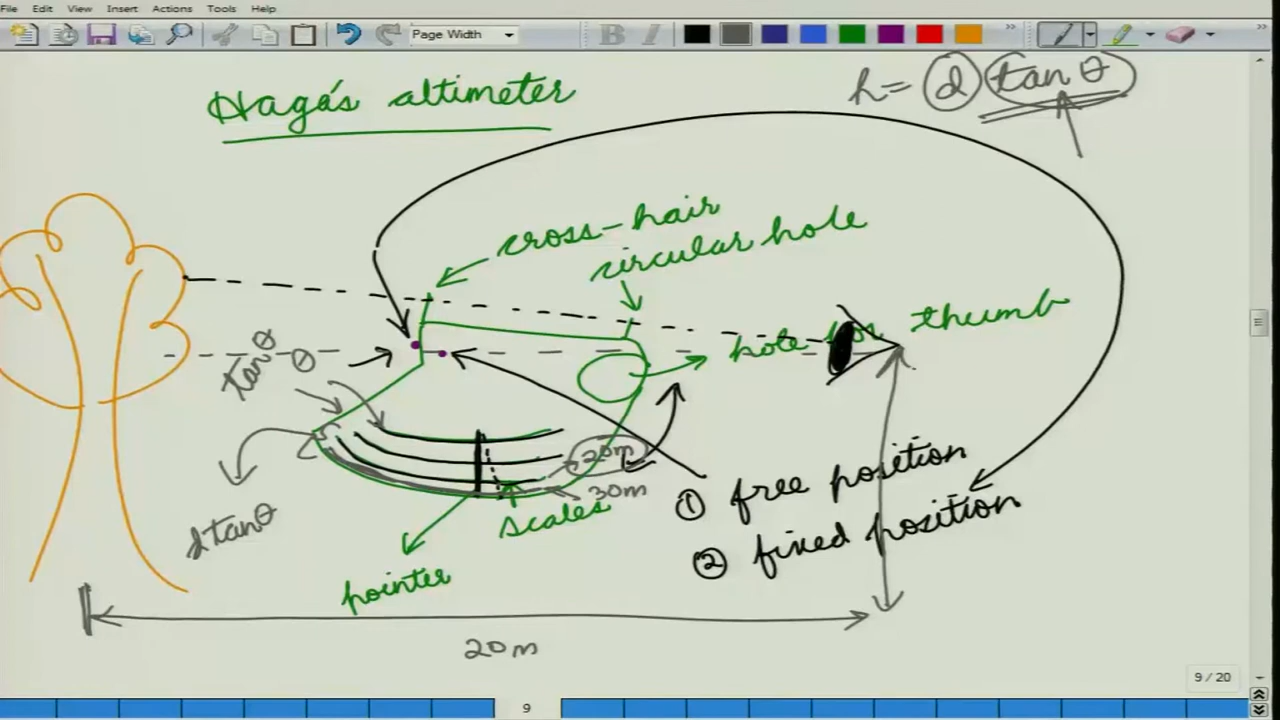 File Edit View Insert Actions Tools Help
Page Width
B I
Haga's altimeter
h = d tan θ
cross-hair
circular hole
hole for thumb
tan θ
θ
20m
30m
scales
d tan θ
pointer
① free position
② fixed position
20m
9 / 20
9